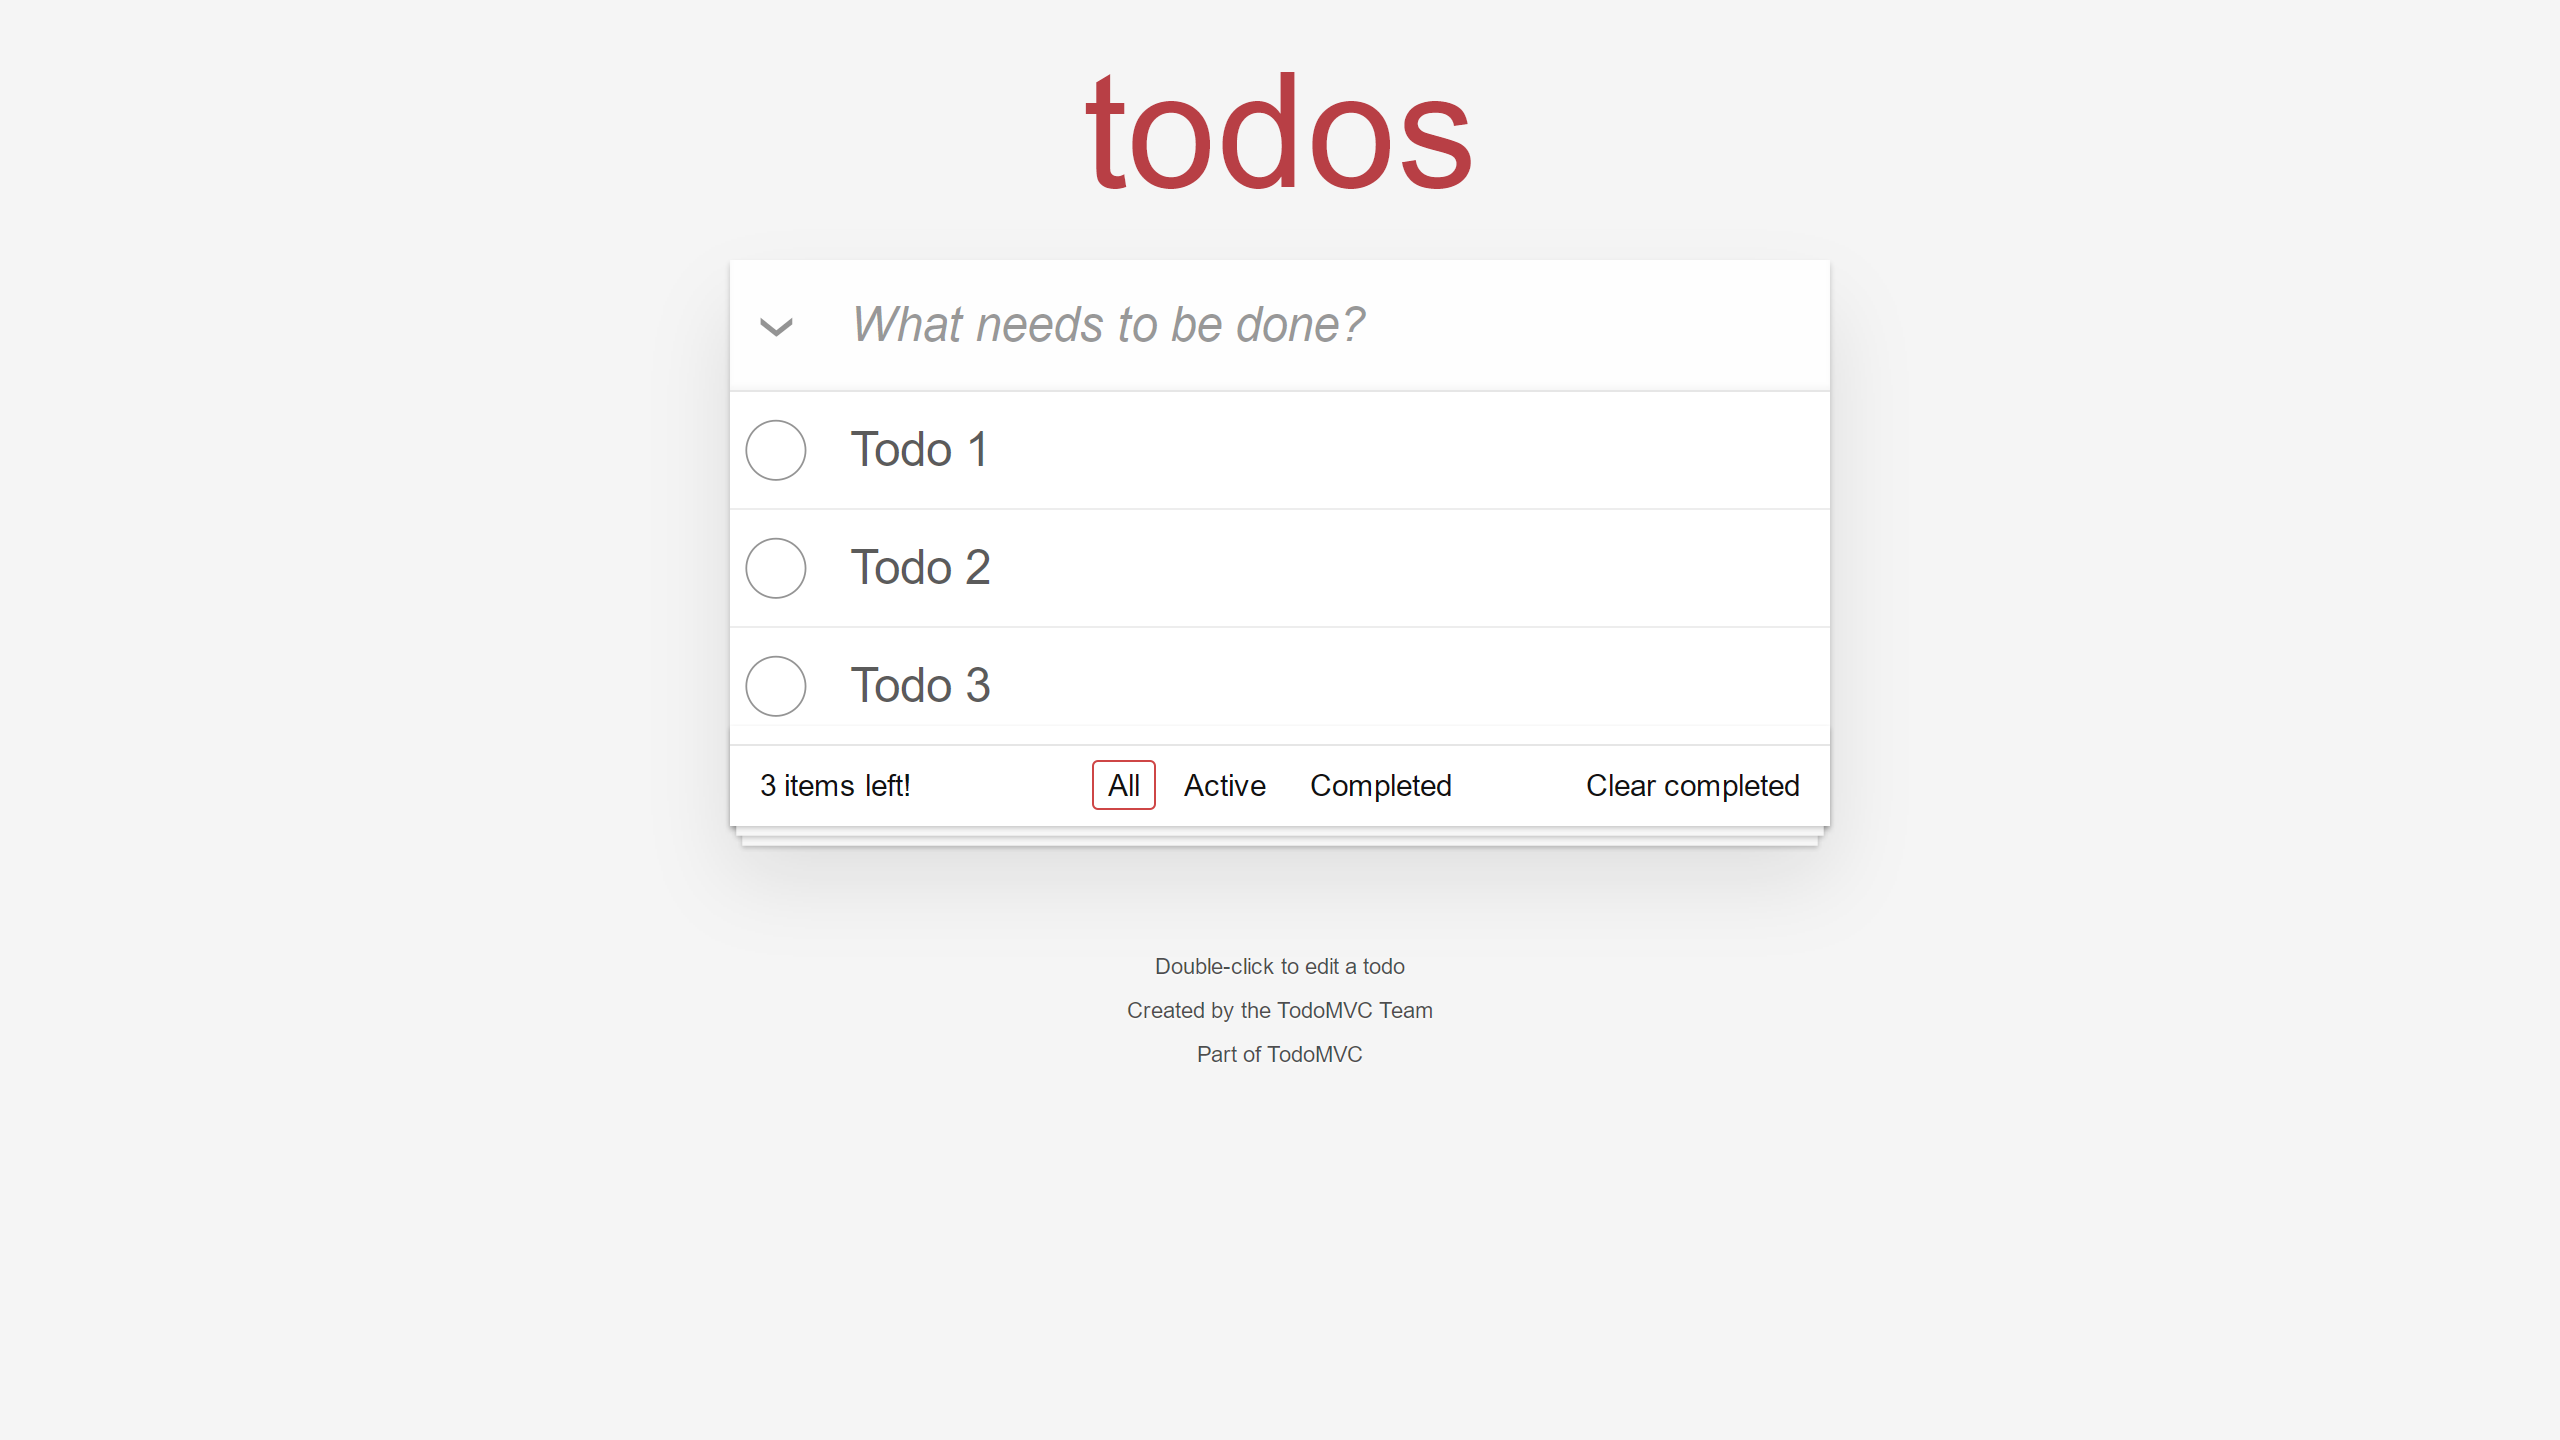 todos
What needs to be done?
Todo 1
Todo 2
Todo 3
3 items left! All Active Completed Clear completed
Double-click to edit a todo
Created by the TodoMVC Team
Part of TodoMVC